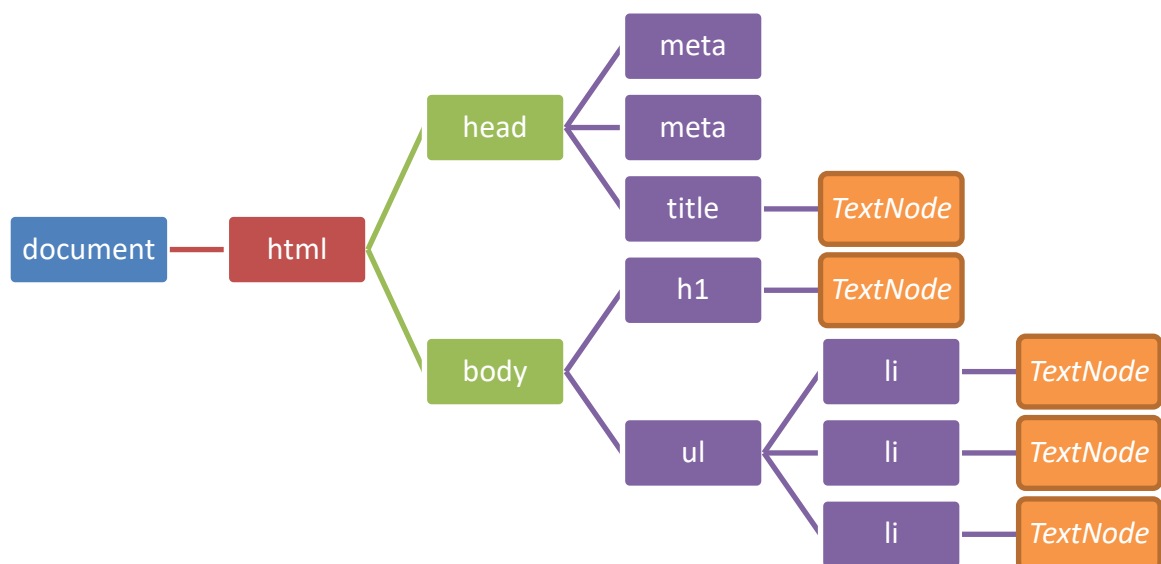 meta
head
meta
title
TextNode
document
html
h1
TextNode
body
li
TextNode
ul
li
TextNode
li
TextNode